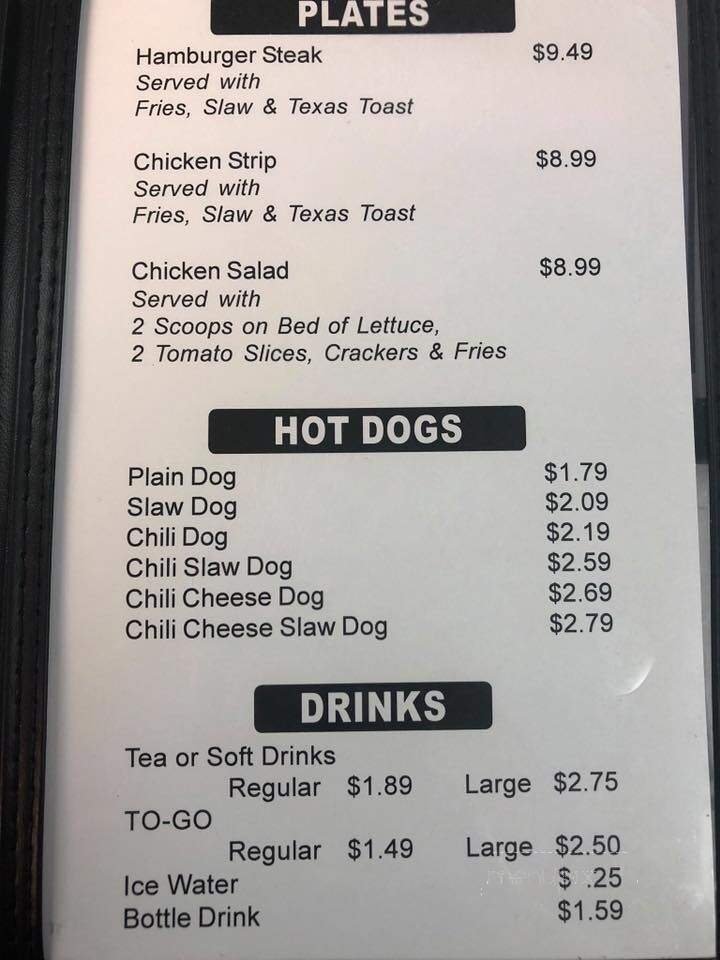 PLATES
Hamburger Steak $9.49
Served with
Fries, Slaw & Texas Toast
Chicken Strip $8.99
Served with
Fries, Slaw & Texas Toast
Chicken Salad $8.99
Served with
2 Scoops on Bed of Lettuce,
2 Tomato Slices, Crackers & Fries
HOT DOGS
Plain Dog $1.79
Slaw Dog $2.09
Chili Dog $2.19
Chili Slaw Dog $2.59
Chili Cheese Dog $2.69
Chili Cheese Slaw Dog $2.79
DRINKS
Tea or Soft Drinks
Regular $1.89 Large $2.75
TO-GO
Regular $1.49 Large $2.50
Ice Water $ .25
Bottle Drink $1.59